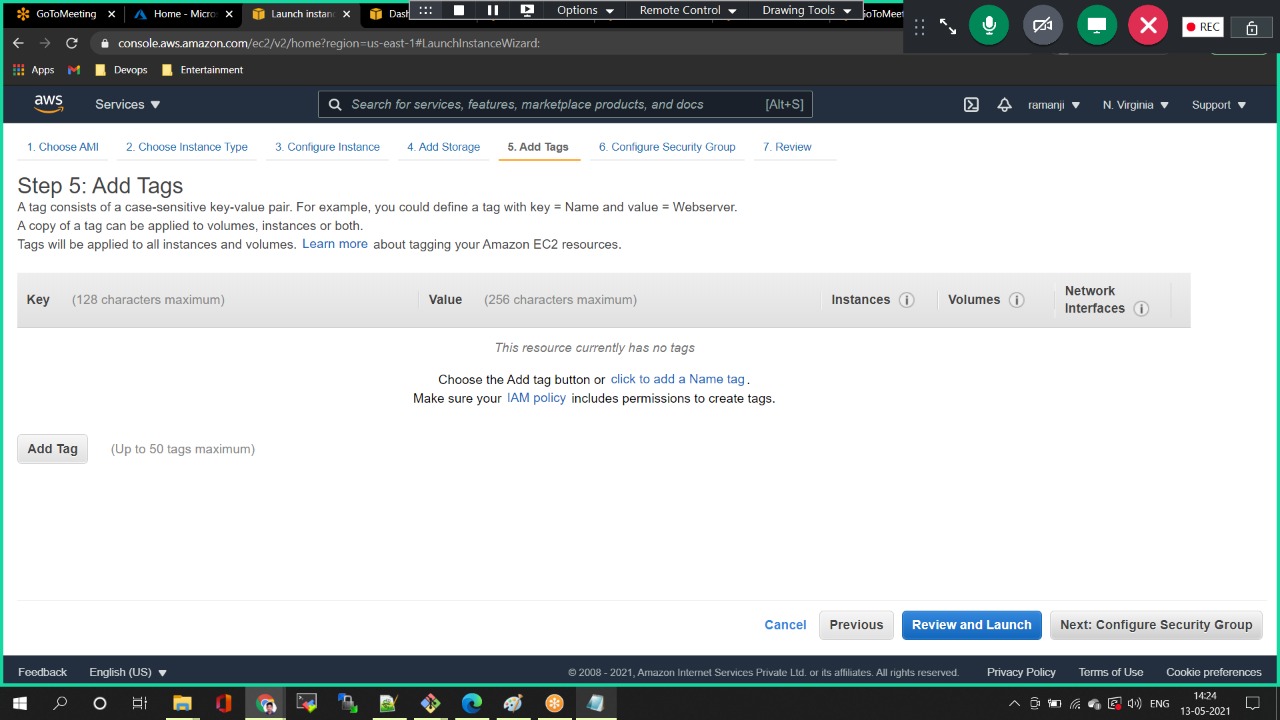 GoToMeeting
Home - Micro
Launch instan
Das
Options
Remote Control
Drawing Tools
oToMeet
REC
console.aws.amazon.com/ec2/v2/home?region=us-east-1#LaunchInstanceWizard:
Apps
Devops
Entertainment
aws
Services
Search for services, features, marketplace products, and docs
[Alt+S]
ramanji
N. Virginia
Support
1. Choose AMI
2. Choose Instance Type
3. Configure Instance
4. Add Storage
5. Add Tags
6. Configure Security Group
7. Review
Step 5: Add Tags
A tag consists of a case-sensitive key-value pair. For example, you could define a tag with key = Name and value = Webserver.
A copy of a tag can be applied to volumes, instances or both.
Tags will be applied to all instances and volumes. Learn more about tagging your Amazon EC2 resources.
Key (128 characters maximum)
Value (256 characters maximum)
Instances
Volumes
Network
Interfaces
This resource currently has no tags
Choose the Add tag button or click to add a Name tag.
Make sure your IAM policy includes permissions to create tags.
Add Tag
(Up to 50 tags maximum)
Cancel
Previous
Review and Launch
Next: Configure Security Group
Feedback
English (US)
© 2008 - 2021, Amazon Internet Services Private Ltd. or its affiliates. All rights reserved.
Privacy Policy
Terms of Use
Cookie preferences
ENG
14:24
13-05-2021